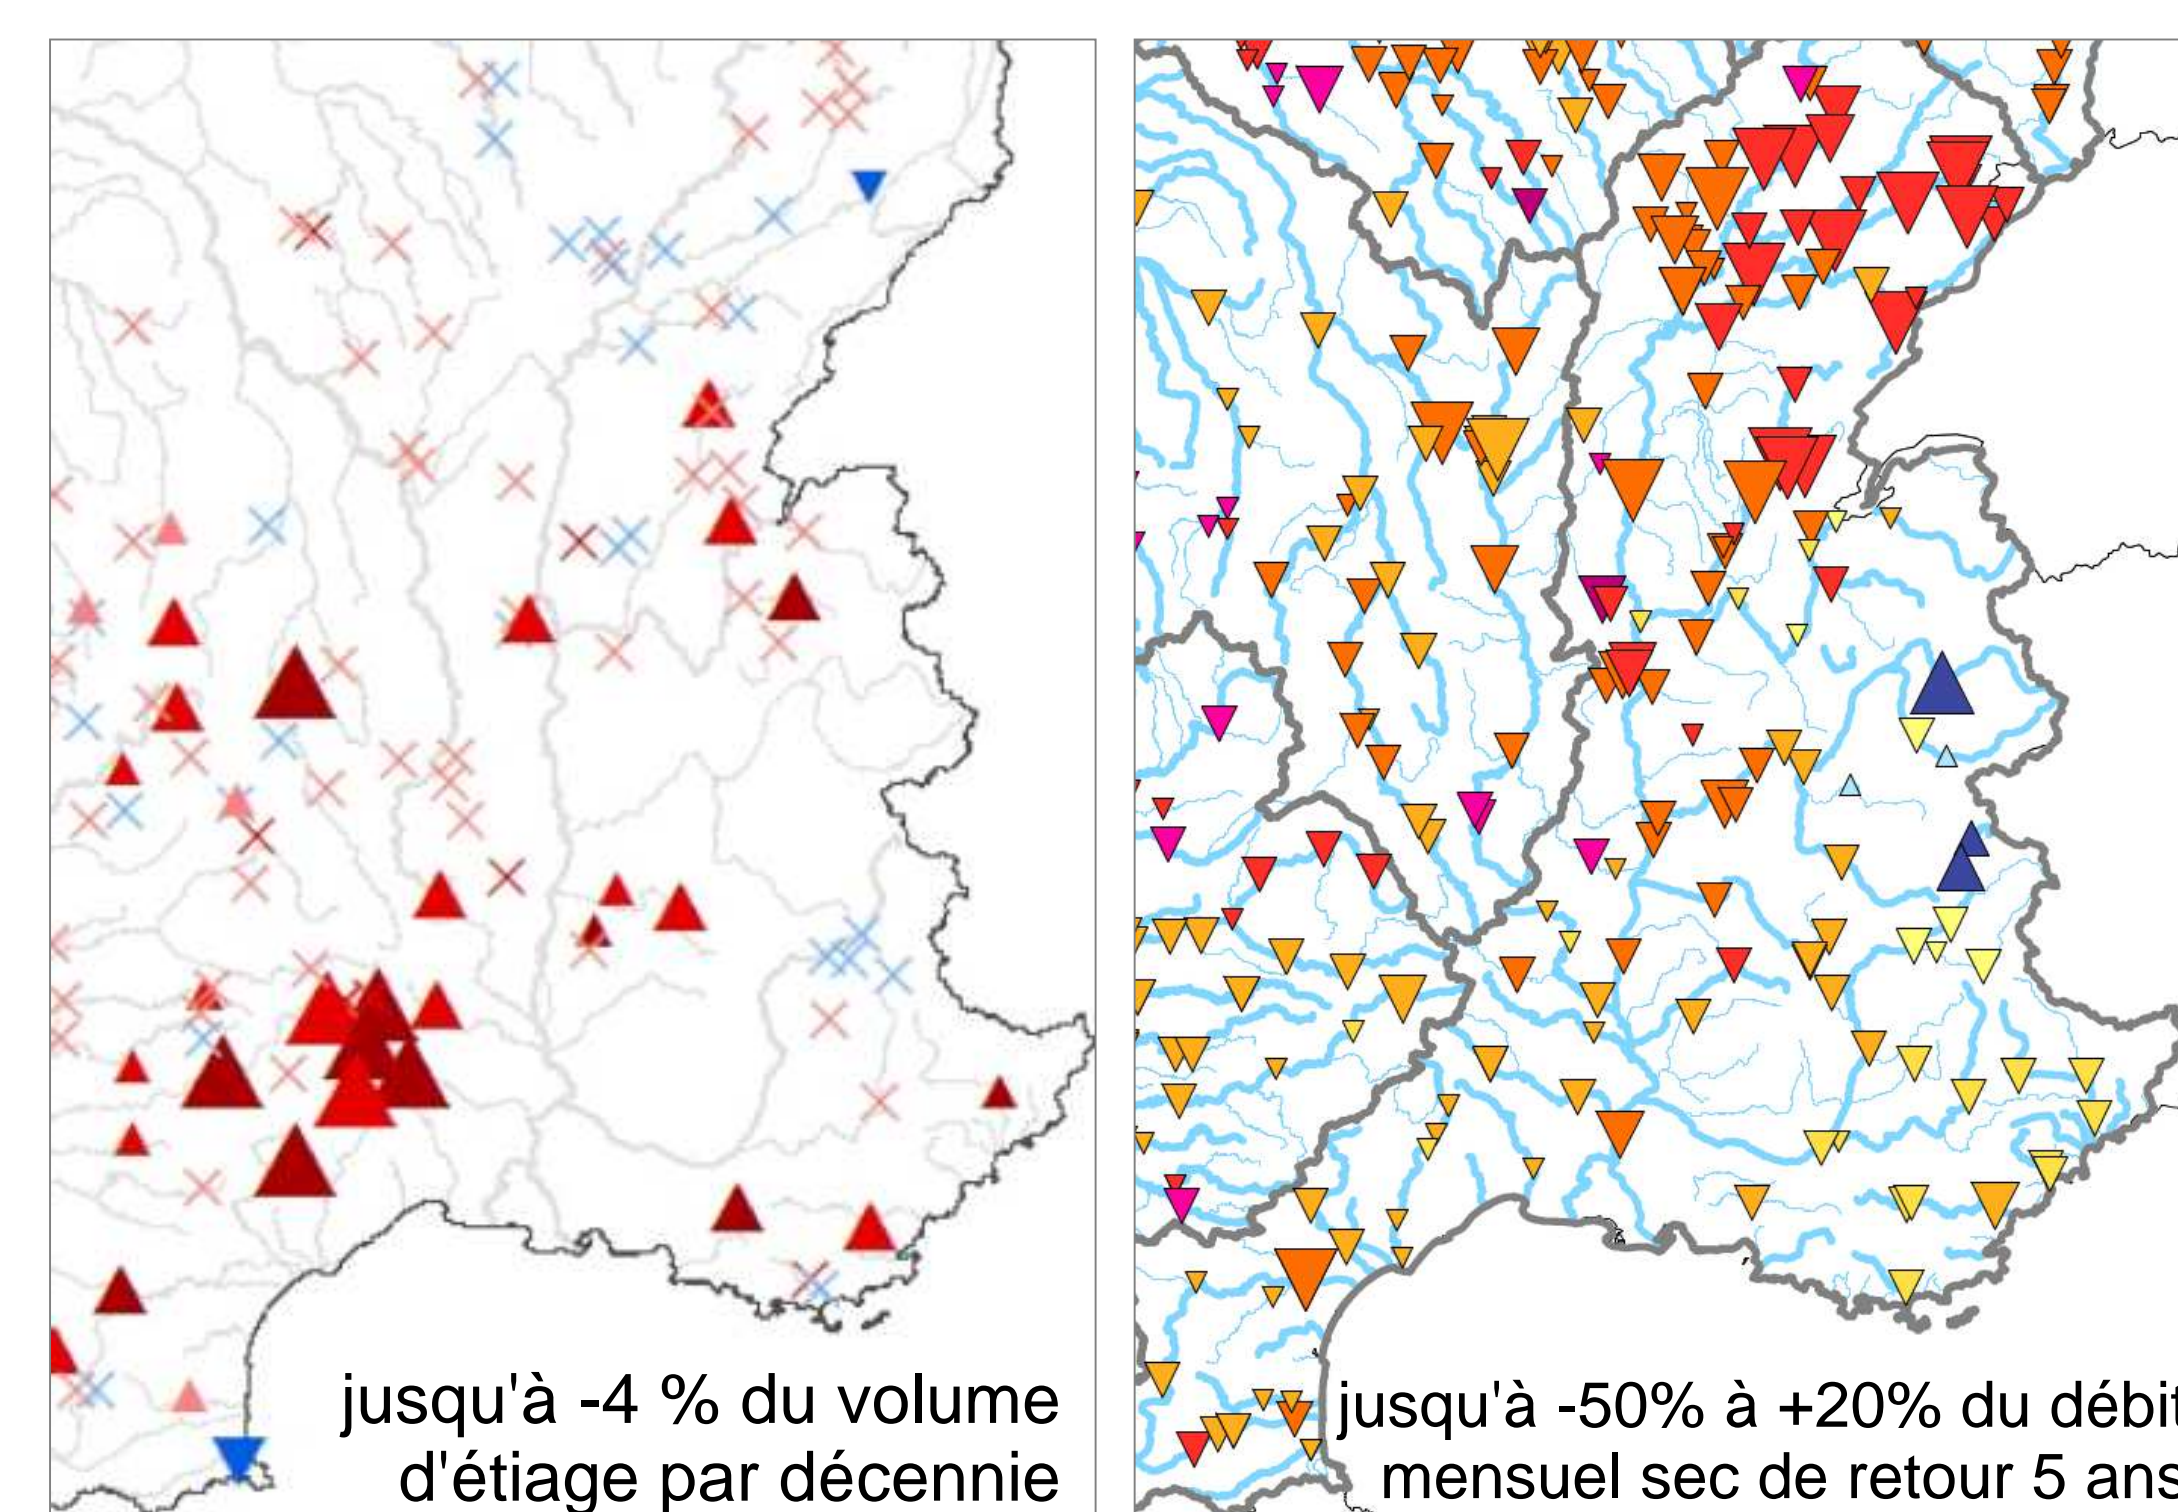 jusqu'à -4 % du volume
d'étiage par décennie
jusqu'à -50% à +20% du débit
mensuel sec de retour 5 ans